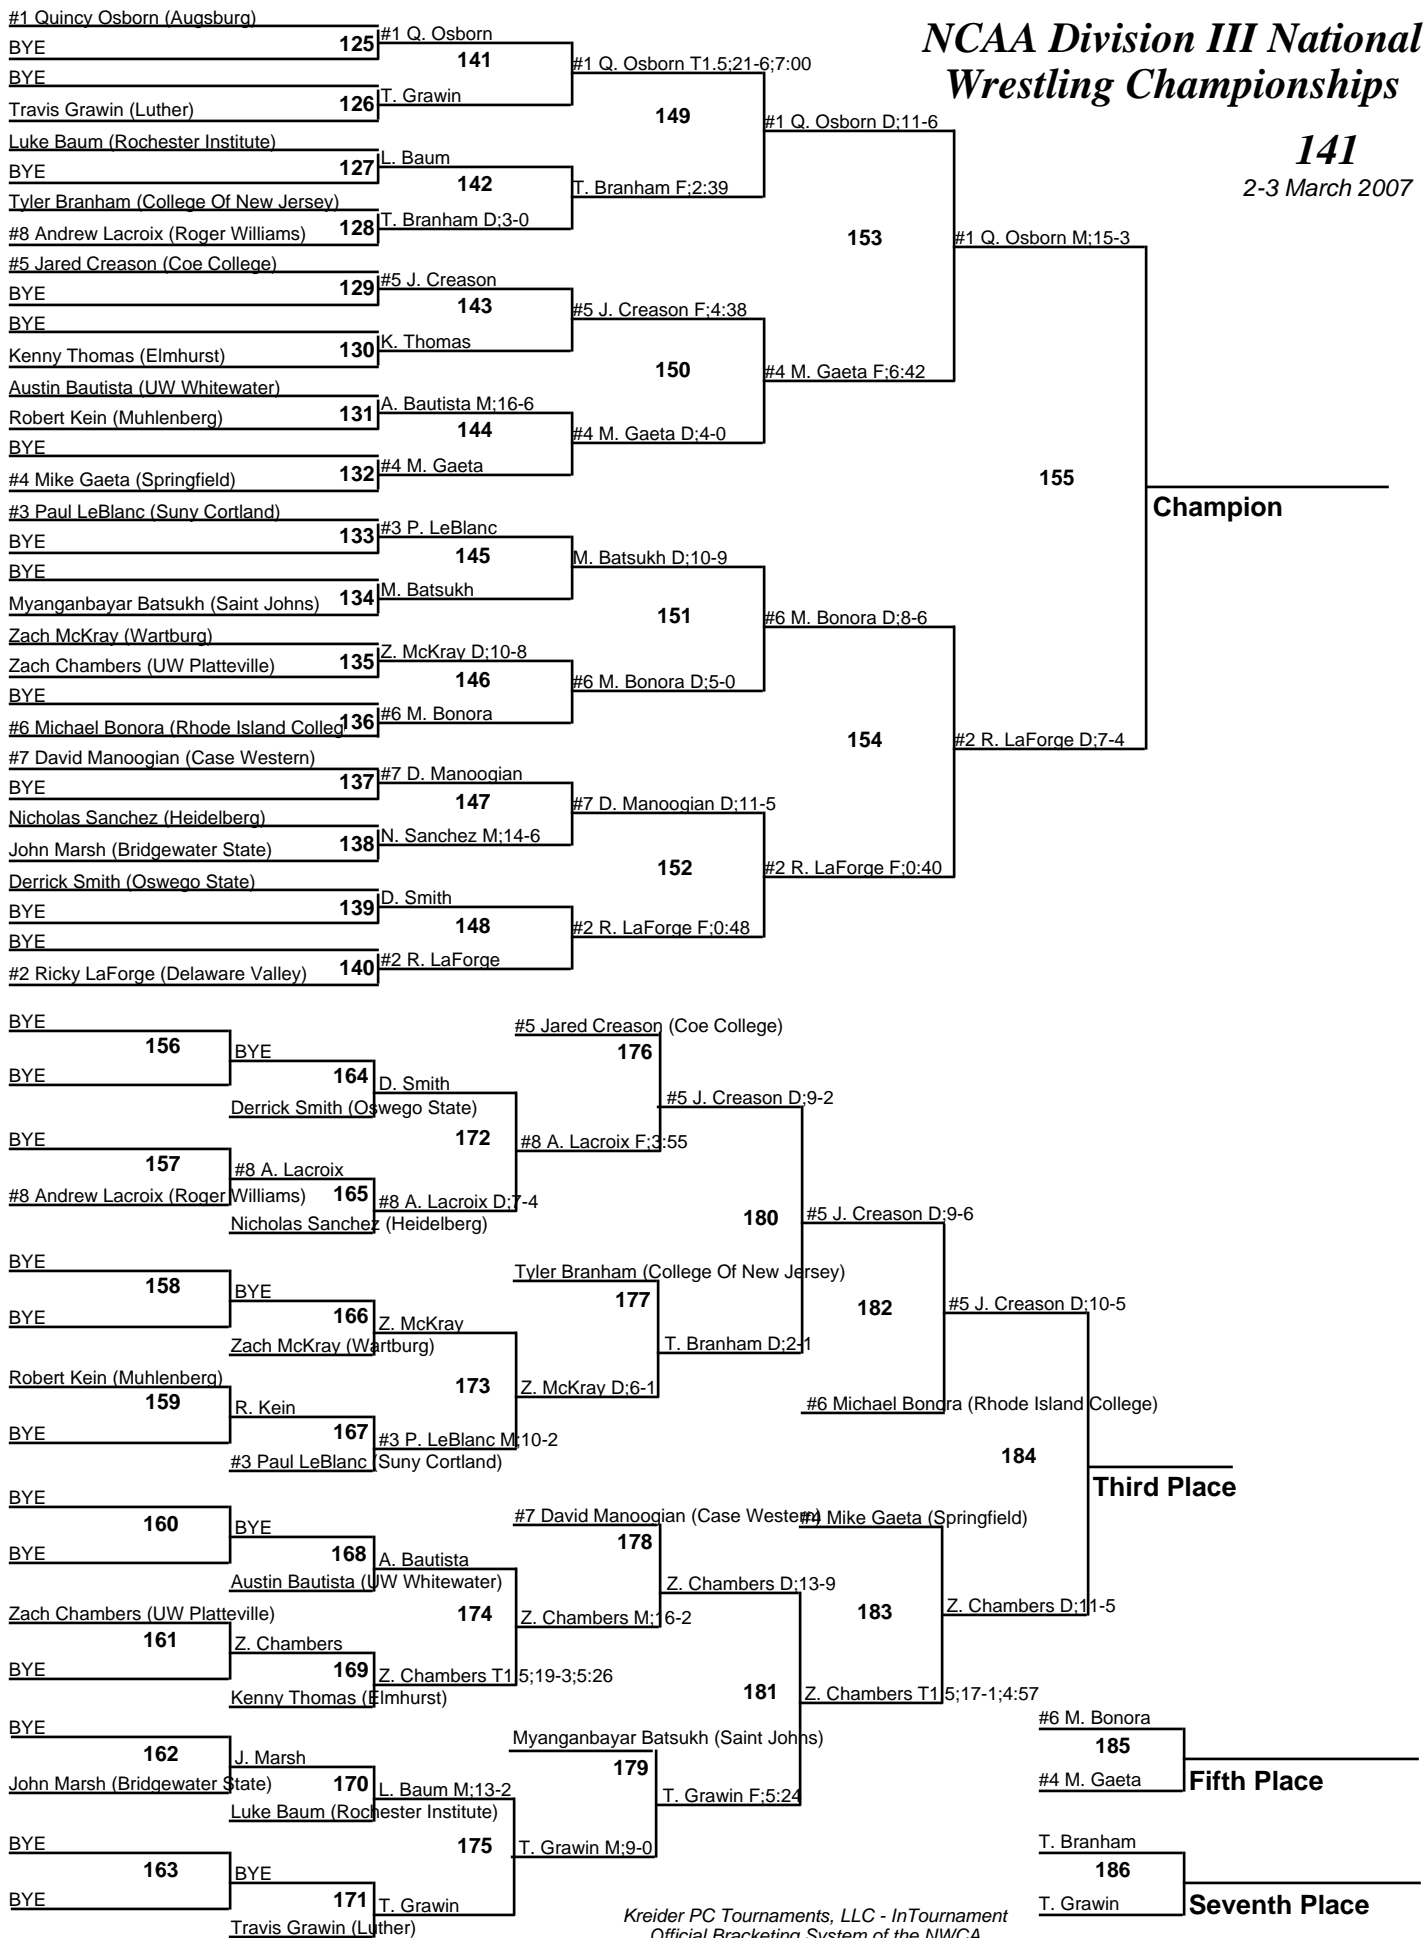 NCAA Division III National
Wrestling Championships
141
2-3 March 2007
#1 Quincy Osborn (Augsburg)
BYE
125
BYE
Travis Grawin (Luther)
126
Luke Baum (Rochester Institute)
BYE
127
Tyler Branham (College Of New Jersey)
#8 Andrew Lacroix (Roger Williams)
128
#5 Jared Creason (Coe College)
BYE
129
BYE
Kenny Thomas (Elmhurst)
130
Austin Bautista (UW Whitewater)
Robert Kein (Muhlenberg)
131
BYE
#4 Mike Gaeta (Springfield)
132
#3 Paul LeBlanc (Suny Cortland)
BYE
133
BYE
Myanganbayar Batsukh (Saint Johns)
134
Zach McKray (Wartburg)
Zach Chambers (UW Platteville)
135
BYE
#6 Michael Bonora (Rhode Island Colleg
136
#7 David Manoogian (Case Western)
BYE
137
Nicholas Sanchez (Heidelberg)
John Marsh (Bridgewater State)
138
Derrick Smith (Oswego State)
BYE
139
BYE
#2 Ricky LaForge (Delaware Valley)
140
#1 Q. Osborn
141
T. Grawin
L. Baum
142
T. Branham D;3-0
#5 J. Creason
143
K. Thomas
A. Bautista M;16-6
144
#4 M. Gaeta
#3 P. LeBlanc
145
M. Batsukh
Z. McKray D;10-8
146
#6 M. Bonora
#7 D. Manoogian
147
N. Sanchez M;14-6
D. Smith
148
#2 R. LaForge
#1 Q. Osborn T1.5;21-6;7:00
149
T. Branham F;2:39
#5 J. Creason F;4:38
150
#4 M. Gaeta D;4-0
M. Batsukh D;10-9
151
#6 M. Bonora D;5-0
#7 D. Manoogian D;11-5
152
#2 R. LaForge F;0:48
#1 Q. Osborn D;11-6
153
#4 M. Gaeta F;6:42
#6 M. Bonora D;8-6
154
#2 R. LaForge F;0:40
#1 Q. Osborn M;15-3
155
#2 R. LaForge D;7-4
Champion
BYE
156
BYE
BYE
157
#8 Andrew Lacroix (Roger Williams)
BYE
158
BYE
Robert Kein (Muhlenberg)
159
BYE
BYE
160
BYE
Zach Chambers (UW Platteville)
161
BYE
BYE
162
John Marsh (Bridgewater State)
BYE
163
BYE
BYE
164
Derrick Smith (Oswego State)
#8 A. Lacroix
165
Nicholas Sanchez (Heidelberg)
BYE
166
Zach McKray (Wartburg)
R. Kein
167
#3 Paul LeBlanc (Suny Cortland)
BYE
168
Austin Bautista (UW Whitewater)
Z. Chambers
169
Kenny Thomas (Elmhurst)
J. Marsh
170
Luke Baum (Rochester Institute)
BYE
171
Travis Grawin (Luther)
D. Smith
172
#8 A. Lacroix D;7-4
Z. McKray
173
#3 P. LeBlanc M;10-2
A. Bautista
174
Z. Chambers T1.5;19-3;5:26
L. Baum M;13-2
175
T. Grawin
#5 Jared Creason (Coe College)
176
#8 A. Lacroix F;3:55
Tyler Branham (College Of New Jersey)
177
Z. McKray D;6-1
#7 David Manoogian (Case Western)
178
Z. Chambers M;16-2
Myanganbayar Batsukh (Saint Johns)
179
T. Grawin M;9-0
#5 J. Creason D;9-2
180
T. Branham D;2-1
Z. Chambers D;13-9
181
T. Grawin F;5:24
#5 J. Creason D;9-6
182
#6 Michael Bonora (Rhode Island College)
#4 Mike Gaeta (Springfield)
183
Z. Chambers T1.5;17-1;4:57
#5 J. Creason D;10-5
184
Z. Chambers D;11-5
Third Place
#6 M. Bonora
185
#4 M. Gaeta
Fifth Place
T. Branham
186
T. Grawin
Seventh Place
Kreider PC Tournaments, LLC - InTournament
Official Bracketing System of the NWCA